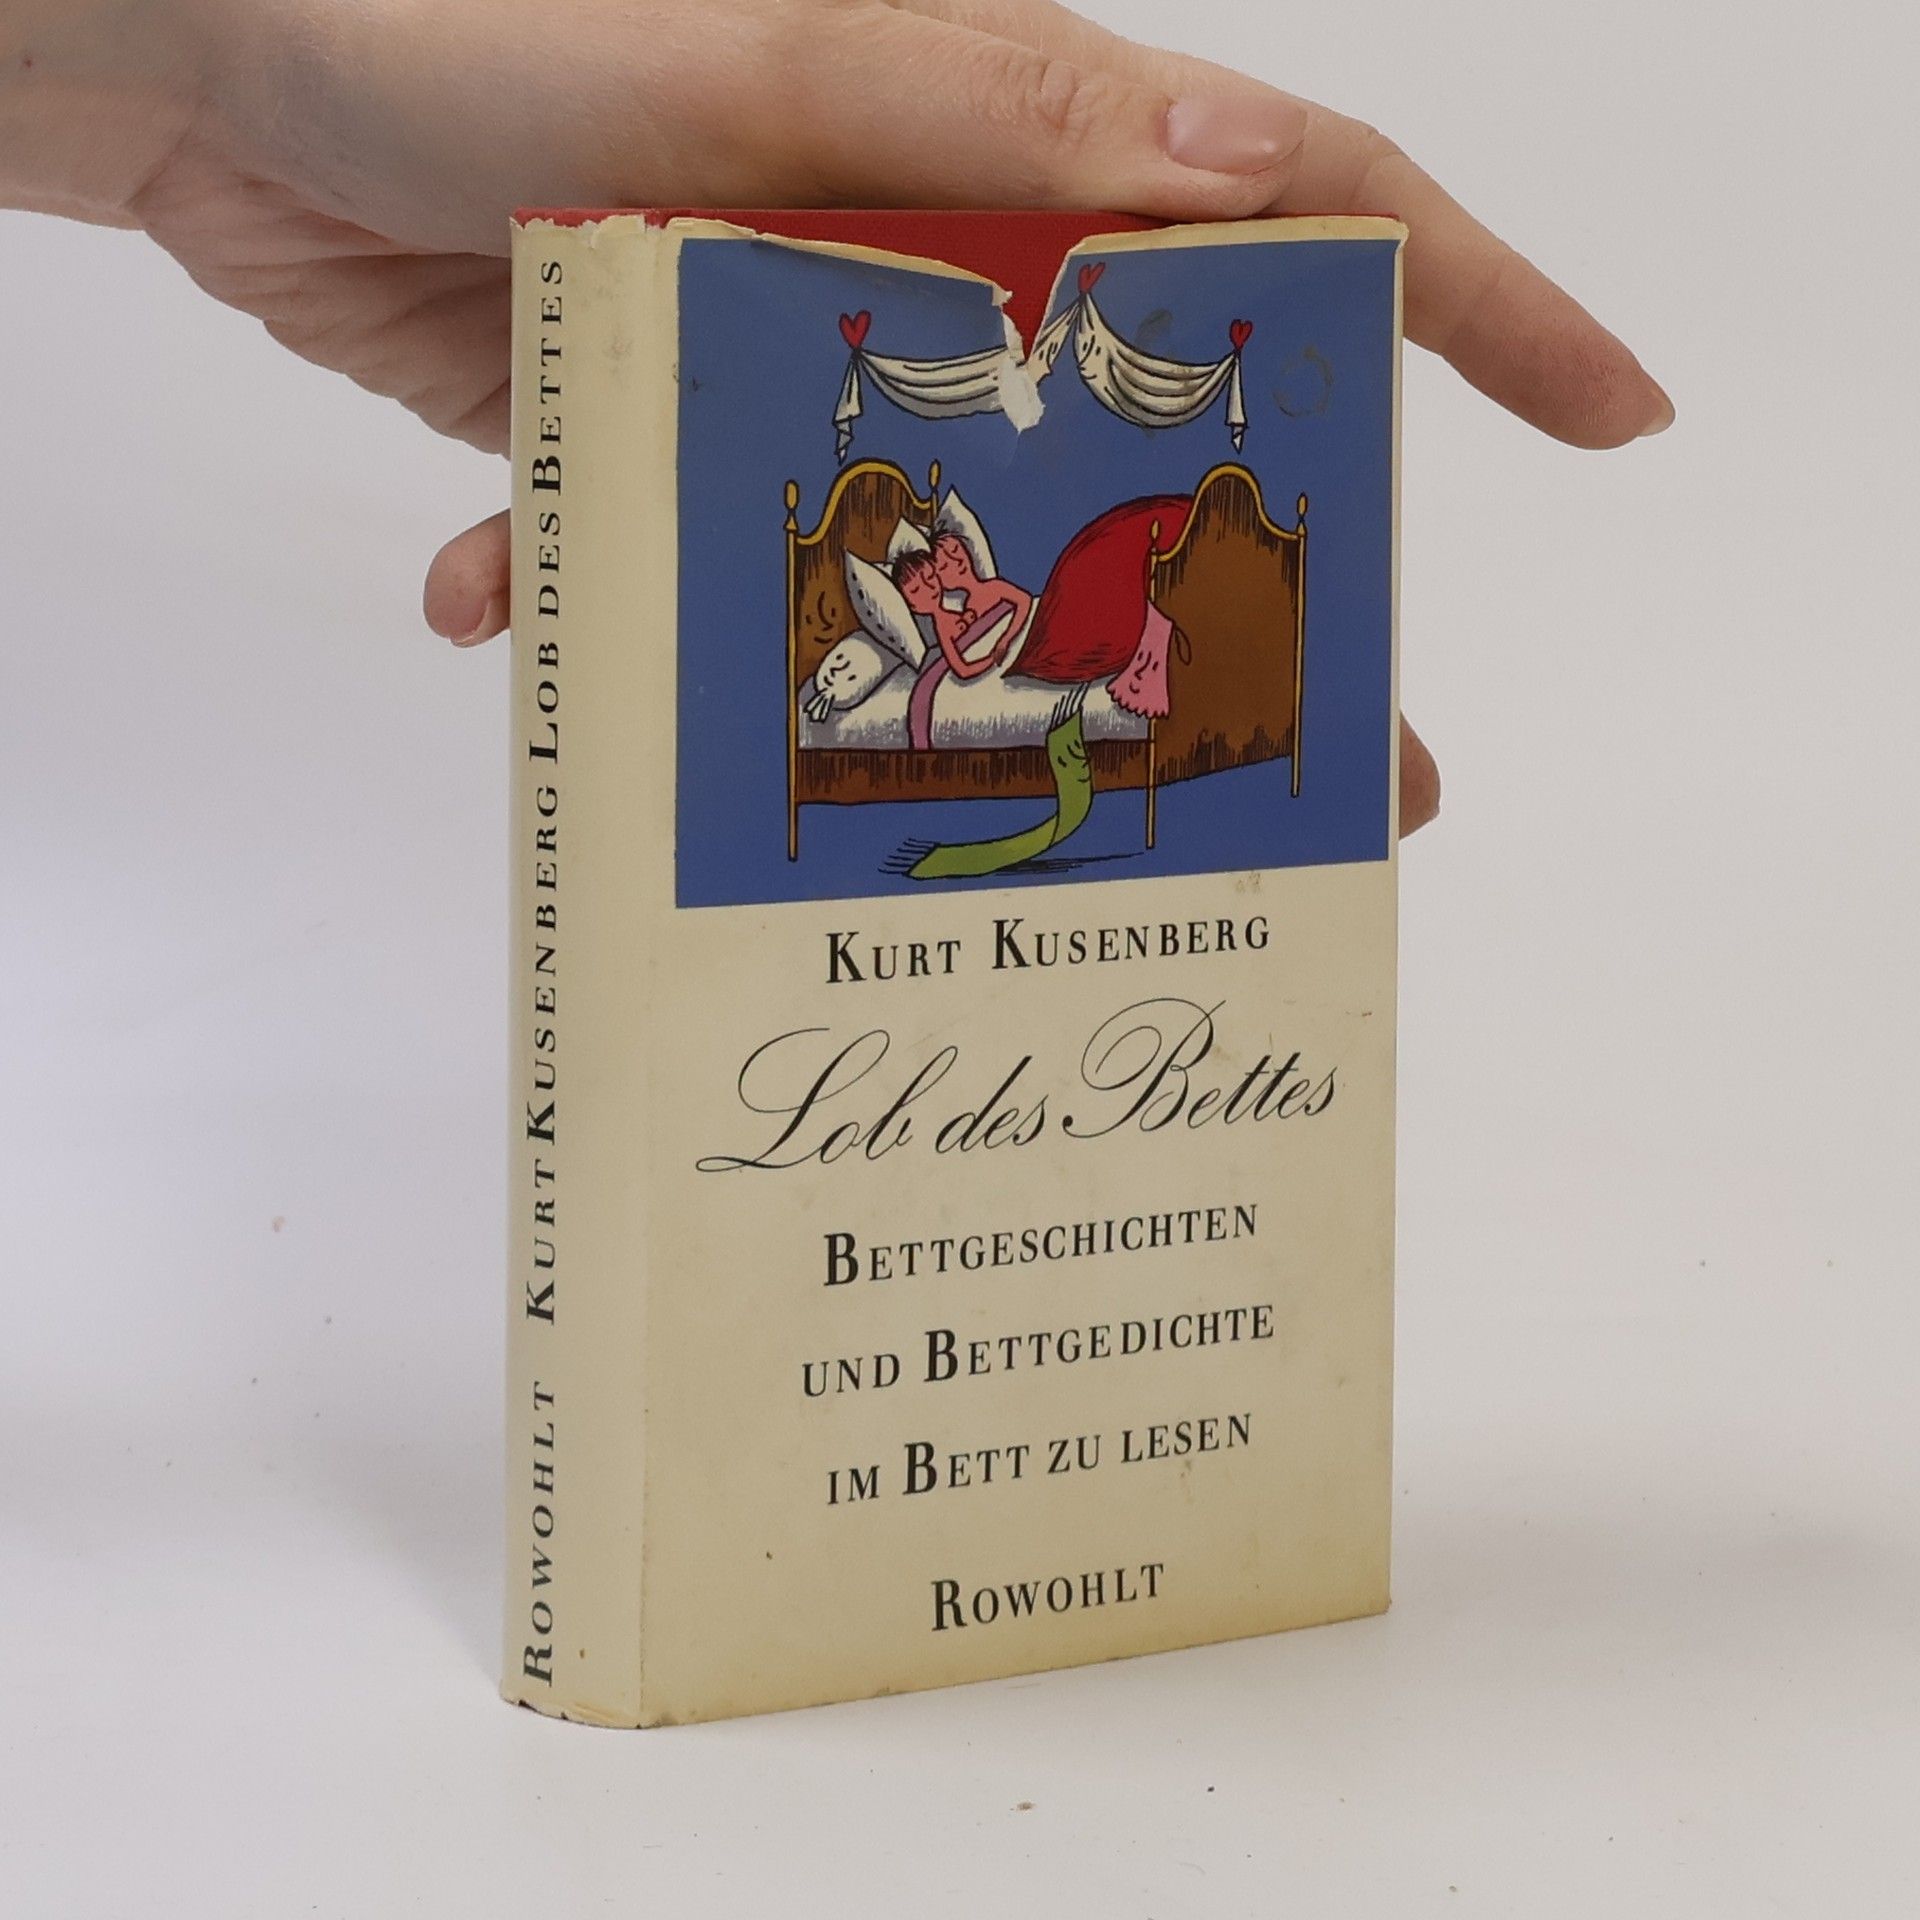 Rowohlt Kurt Kusenberg Lob des Bettes
Kurt Kusenberg
Lob des Bettes
Bettgeschichten
und Bettgedichte
im Bett zu lesen
Rowohlt